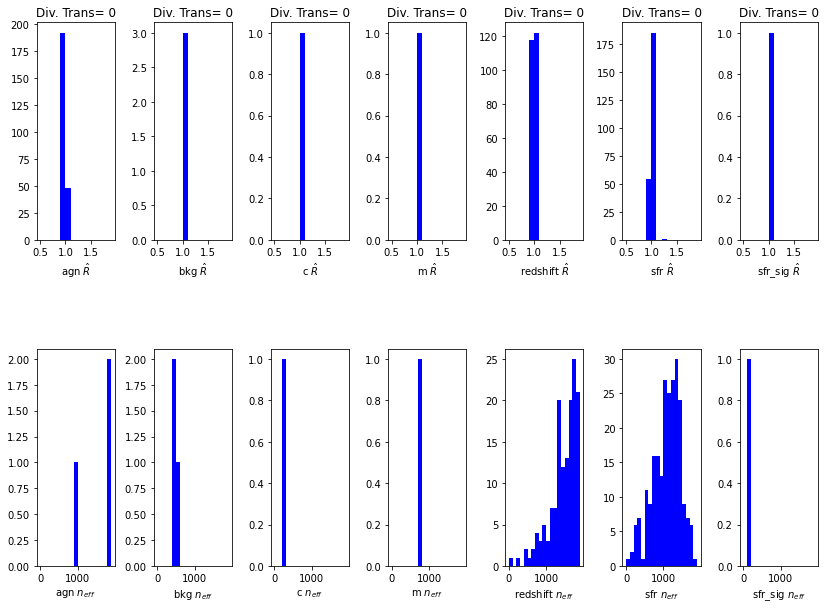 Div. Trans= 0 Div. Trans= 0 Div. Trans= 0 Div. Trans= 0 Div. Trans= 0 Div. Trans= 0 Div. Trans= 0
200 3.0 1.0 1.0 120 175 1.0
175 2.5 0.8 0.8 100 150 0.8
150 2.0 0.6 0.6 80 125 0.6
125 1.5 0.4 0.4 60 100 0.4
100 1.0 0.2 0.2 40 75 0.2
75 0.5 0.0 0.0 20 50 0.0
50 0.0 0 25
25 0
0
0.5 1.0 1.5 0.5 1.0 1.5 0.5 1.0 1.5 0.5 1.0 1.5 0.5 1.0 1.5 0.5 1.0 1.5 0.5 1.0 1.5
agn R̂ bkg R̂ c R̂ m R̂ redshift R̂ sfr R̂ sfr_sig R̂
2.00 2.00 1.0 1.0 25 30 1.0
1.75 1.75 0.8 0.8 20 25 0.8
1.50 1.50 0.6 0.6 15 20 0.6
1.25 1.25 0.4 0.4 10 15 0.4
1.00 1.00 0.2 0.2 5 10 0.2
0.75 0.75 0.0 0.0 0 5 0.0
0.50 0.50 0
0.25 0.25
0.00 0.00
0 1000 0 1000 0 1000 0 1000 0 1000 0 1000 0 1000
agn n_eff bkg n_eff c n_eff m n_eff redshift n_eff sfr n_eff sfr_sig n_eff